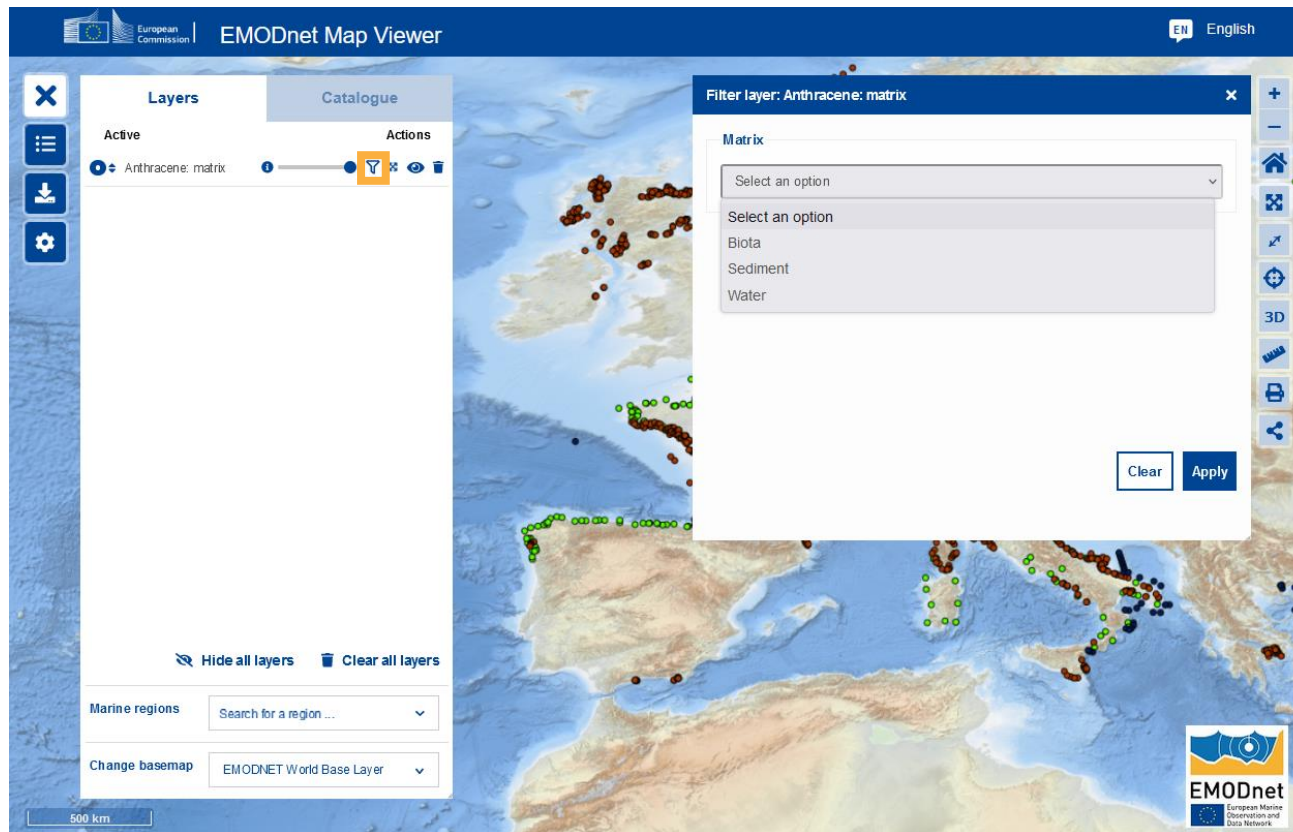 European
Commission
EMODnet Map Viewer
EN English
Layers
Catalogue
Active
Actions
Anthracene: matrix
Filter layer: Anthracene: matrix
Matrix
Select an option
Select an option
Biota
Sediment
Water
Clear
Apply
3D
Hide all layers
Clear all layers
Marine regions
Search for a region ...
Change basemap
EMODNET World Base Layer
500 km
EMODnet
European Marine
Observation and
Data Network